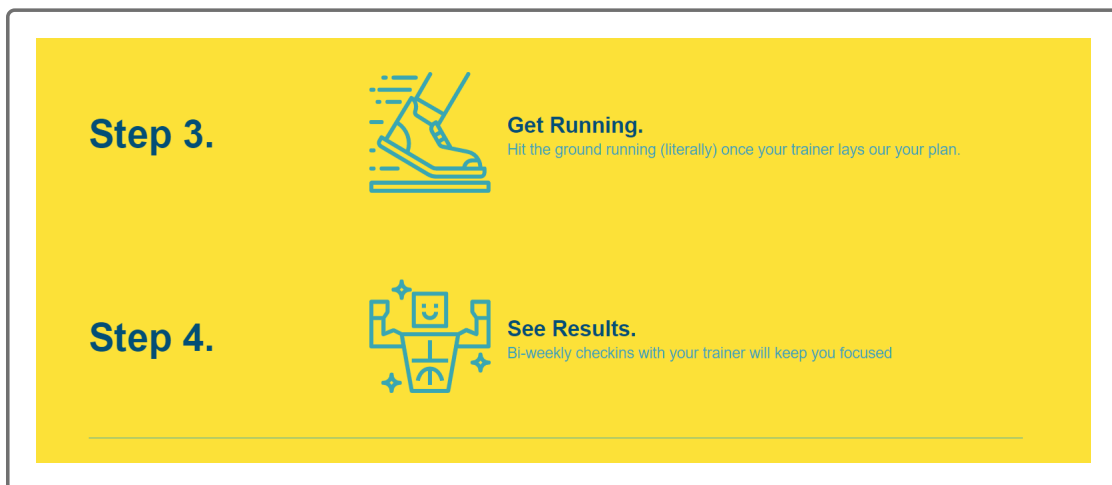 Step 3.
Get Running.
Hit the ground running (literally) once your trainer lays our your plan.
Step 4.
See Results.
Bi-weekly checkins with your trainer will keep you focused